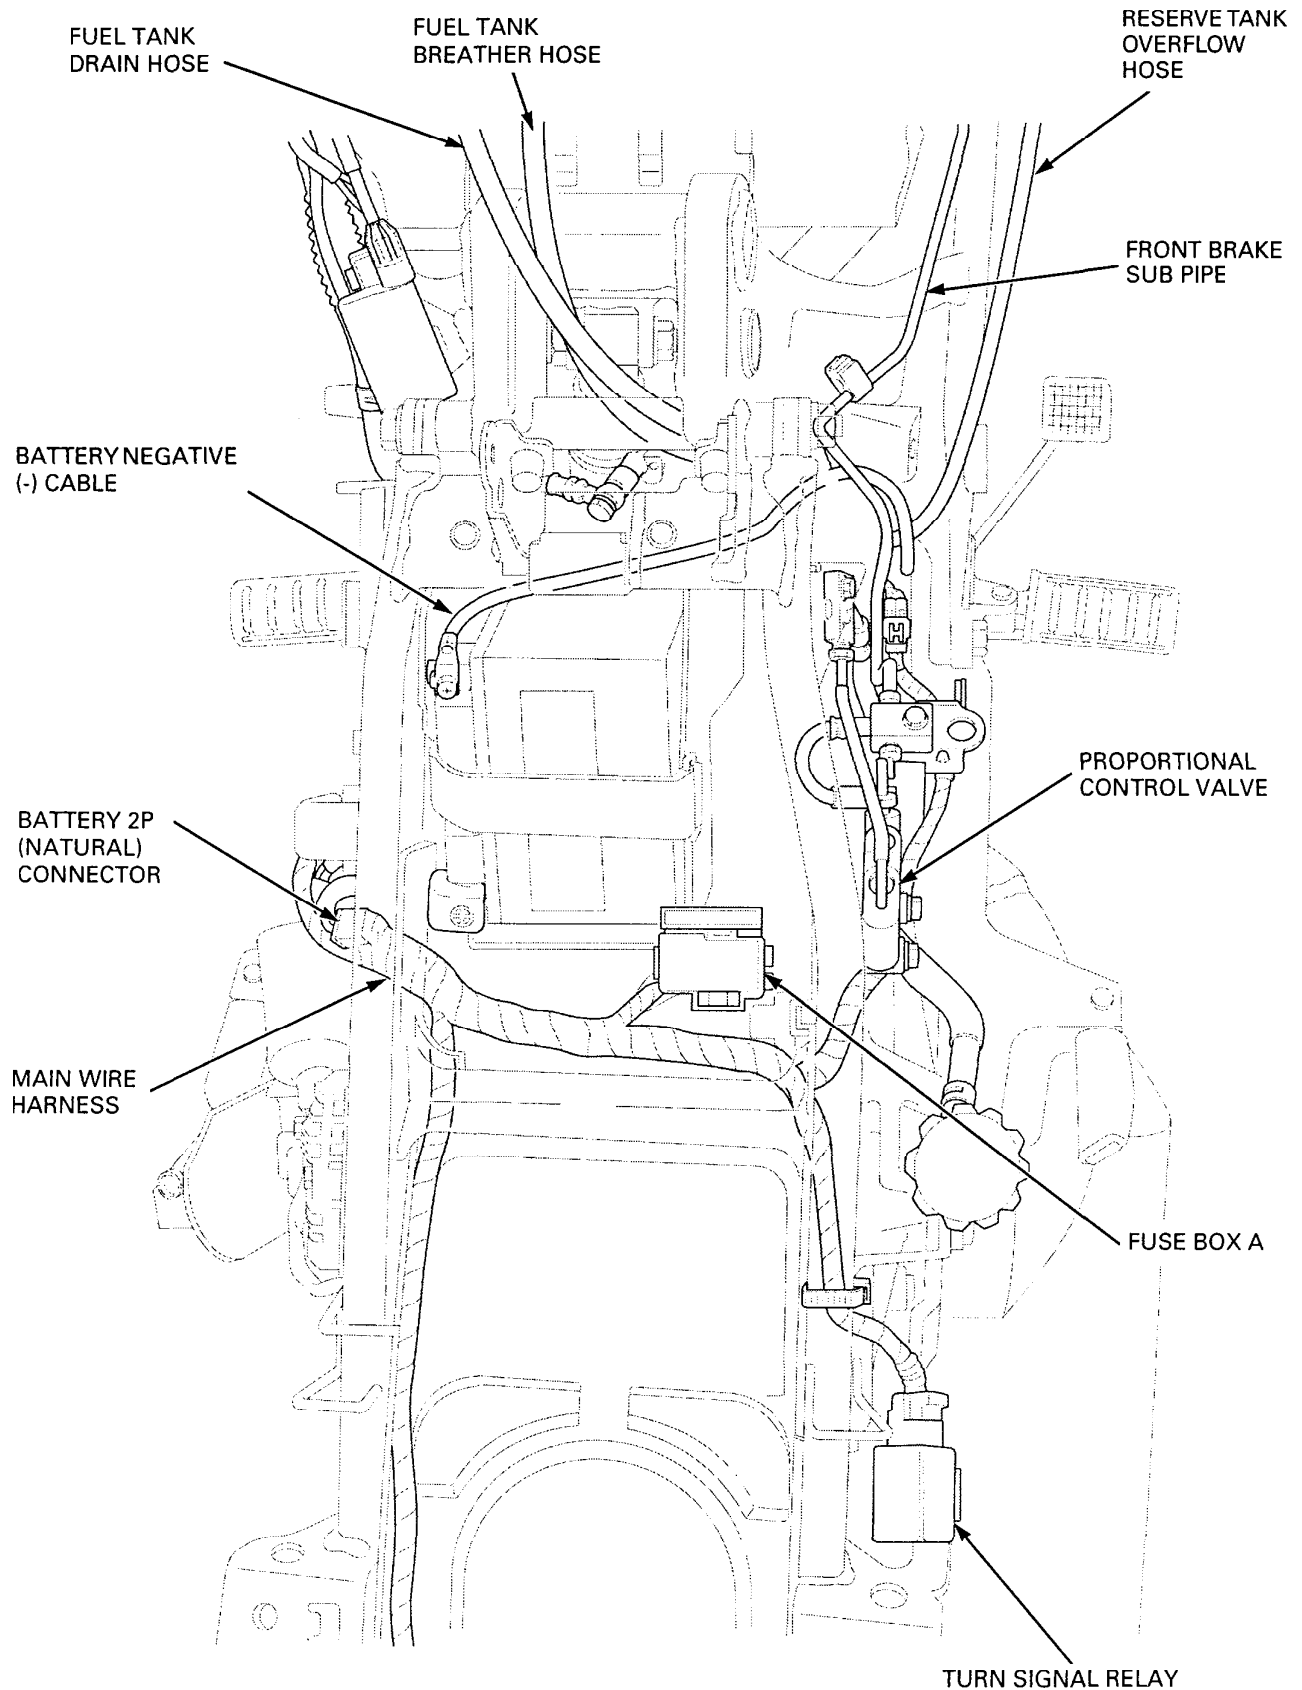 FUEL TANK
DRAIN HOSE
FUEL TANK
BREATHER HOSE
RESERVE TANK
OVERFLOW
HOSE
FRONT BRAKE
SUB PIPE
BATTERY NEGATIVE
(-) CABLE
PROPORTIONAL
CONTROL VALVE
BATTERY 2P
(NATURAL)
CONNECTOR
MAIN WIRE
HARNESS
FUSE BOX A
TURN SIGNAL RELAY